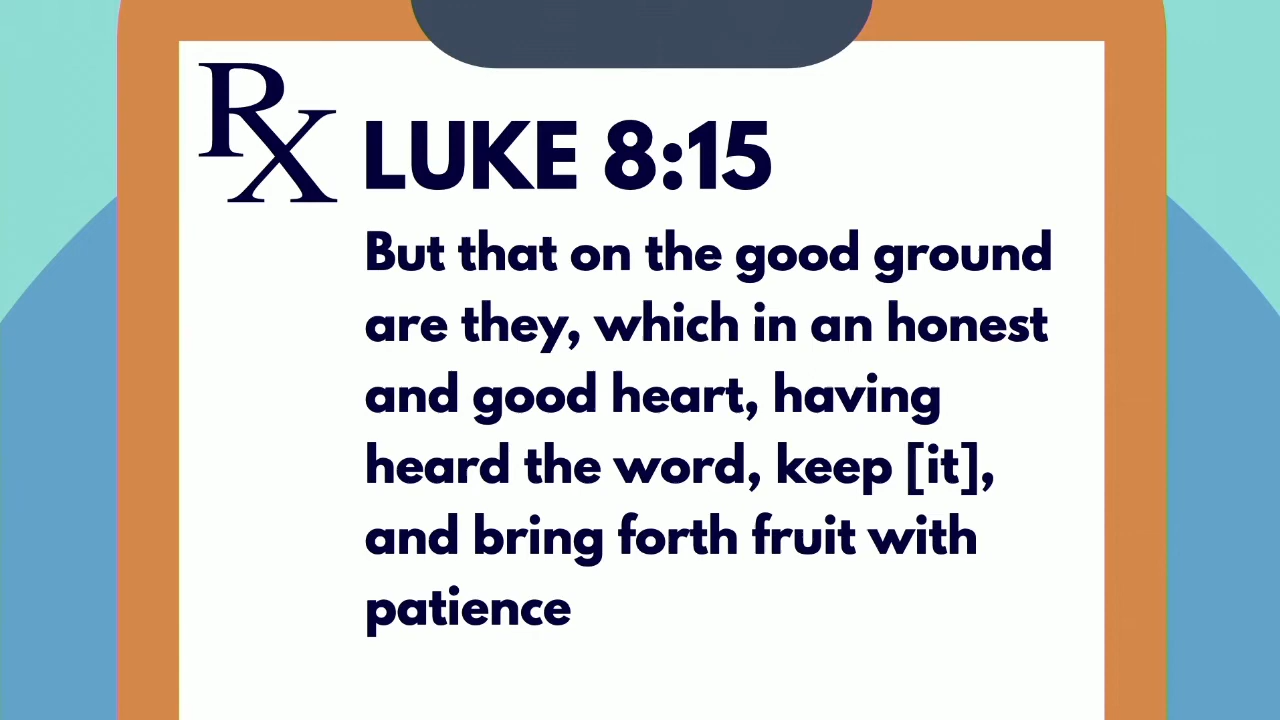 Rx LUKE 8:15
But that on the good ground
are they, which in an honest
and good heart, having
heard the word, keep [it],
and bring forth fruit with
patience